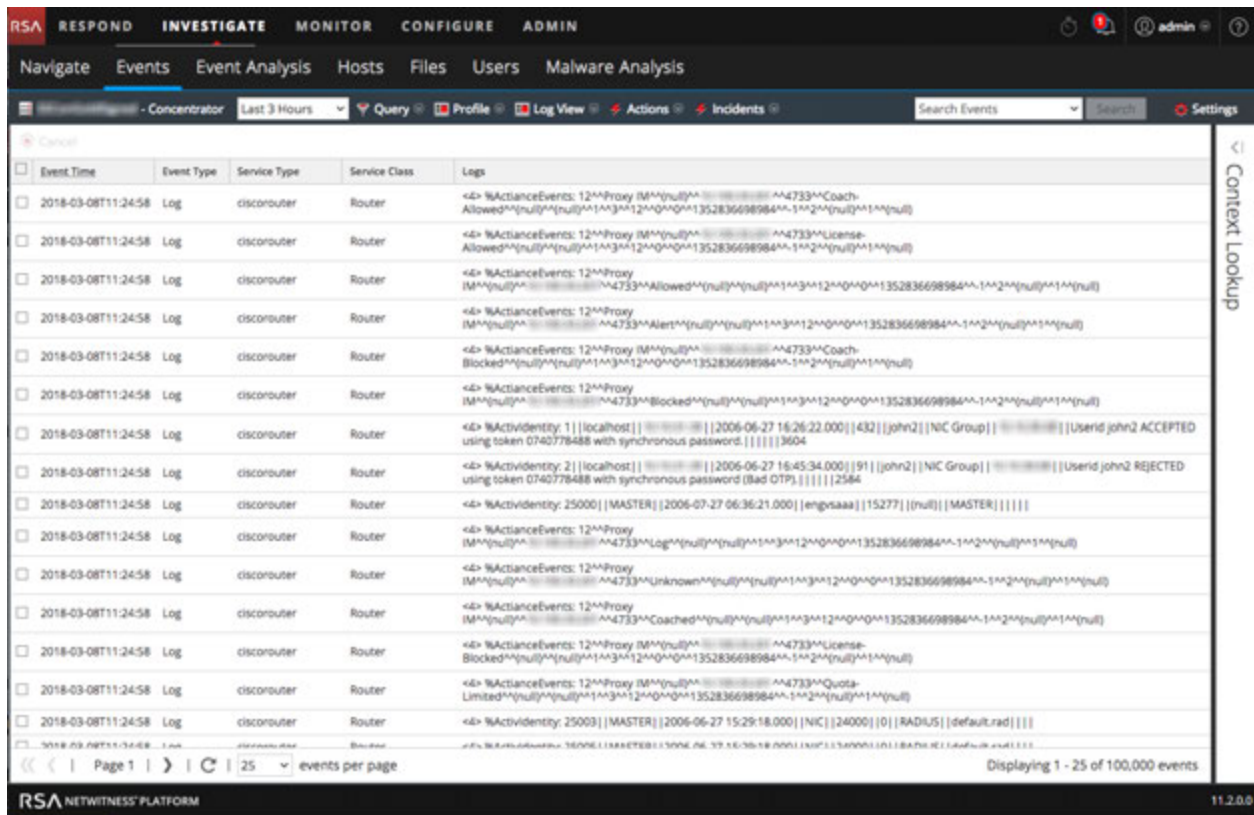 RSA RESPOND INVESTIGATE MONITOR CONFIGURE ADMIN 1 admin
Navigate Events Event Analysis Hosts Files Users Malware Analysis
- Concentrator Last 3 Hours Query Profile Log View Actions Incidents Search Events Search Settings
Cancel
Event Time Event Type Service Type Service Class Logs
2018-03-08T11:24:58 Log ciscorouter Router <4> %ActianceEvents: 12^^Proxy IM^^(null)^^ ^^4733^^Coach-
Allowed^^(null)^^(null)^^1^^3^^12^^0^^0^^1352836698984^^-1^^2^^(null)^^1^^(null)
2018-03-08T11:24:58 Log ciscorouter Router <4> %ActianceEvents: 12^^Proxy IM^^(null)^^ ^^4733^^License-
Allowed^^(null)^^(null)^^1^^3^^12^^0^^0^^1352836698984^^-1^^2^^(null)^^1^^(null)
2018-03-08T11:24:58 Log ciscorouter Router <4> %ActianceEvents: 12^^Proxy
IM^^(null)^^ ^^4733^^Allowed^^(null)^^(null)^^1^^3^^12^^0^^0^^1352836698984^^-1^^2^^(null)^^1^^(null)
2018-03-08T11:24:58 Log ciscorouter Router <4> %ActianceEvents: 12^^Proxy
IM^^(null)^^ ^^4733^^Alert^^(null)^^(null)^^1^^3^^12^^0^^0^^1352836698984^^-1^^2^^(null)^^1^^(null)
2018-03-08T11:24:58 Log ciscorouter Router <4> %ActianceEvents: 12^^Proxy IM^^(null)^^ ^^4733^^Coach-
Blocked^^(null)^^(null)^^1^^3^^12^^0^^0^^1352836698984^^-1^^2^^(null)^^1^^(null)
2018-03-08T11:24:58 Log ciscorouter Router <4> %ActianceEvents: 12^^Proxy
IM^^(null)^^ ^^4733^^Blocked^^(null)^^(null)^^1^^3^^12^^0^^0^^1352836698984^^-1^^2^^(null)^^1^^(null)
2018-03-08T11:24:58 Log ciscorouter Router <4> %ActivIdentity: 1||localhost|| ||2006-06-27 16:26:22.000||432||john2||NIC Group|| ||Userid john2 ACCEPTED
using token 0740778488 with synchronous password.||||||3604
2018-03-08T11:24:58 Log ciscorouter Router <4> %ActivIdentity: 2||localhost|| ||2006-06-27 16:45:34.000||91||john2||NIC Group|| ||Userid john2 REJECTED
using token 0740778488 with synchronous password (Bad OTP).||||||2584
2018-03-08T11:24:58 Log ciscorouter Router <4> %ActivIdentity: 25000||MASTER||2006-07-27 06:36:21.000||engvsaaa||15277||(null)||MASTER||||||
2018-03-08T11:24:58 Log ciscorouter Router <4> %ActianceEvents: 12^^Proxy
IM^^(null)^^ ^^4733^^Log^^(null)^^(null)^^1^^3^^12^^0^^0^^1352836698984^^-1^^2^^(null)^^1^^(null)
2018-03-08T11:24:58 Log ciscorouter Router <4> %ActianceEvents: 12^^Proxy
IM^^(null)^^ ^^4733^^Unknown^^(null)^^(null)^^1^^3^^12^^0^^0^^1352836698984^^-1^^2^^(null)^^1^^(null)
2018-03-08T11:24:58 Log ciscorouter Router <4> %ActianceEvents: 12^^Proxy
IM^^(null)^^ ^^4733^^Coached^^(null)^^(null)^^1^^3^^12^^0^^0^^1352836698984^^-1^^2^^(null)^^1^^(null)
2018-03-08T11:24:58 Log ciscorouter Router <4> %ActianceEvents: 12^^Proxy IM^^(null)^^ ^^4733^^License-
Blocked^^(null)^^(null)^^1^^3^^12^^0^^0^^1352836698984^^-1^^2^^(null)^^1^^(null)
2018-03-08T11:24:58 Log ciscorouter Router <4> %ActianceEvents: 12^^Proxy IM^^(null)^^ ^^4733^^Quota-
Limited^^(null)^^(null)^^1^^3^^12^^0^^0^^1352836698984^^-1^^2^^(null)^^1^^(null)
2018-03-08T11:24:58 Log ciscorouter Router <4> %ActivIdentity: 25003||MASTER||2006-06-27 15:29:18.000||NIC||24000||0||RADIUS||default.rad||||
Page 1 25 events per page Displaying 1 - 25 of 100,000 events
Context Lookup
RSA NETWITNESS PLATFORM 11.2.0.0